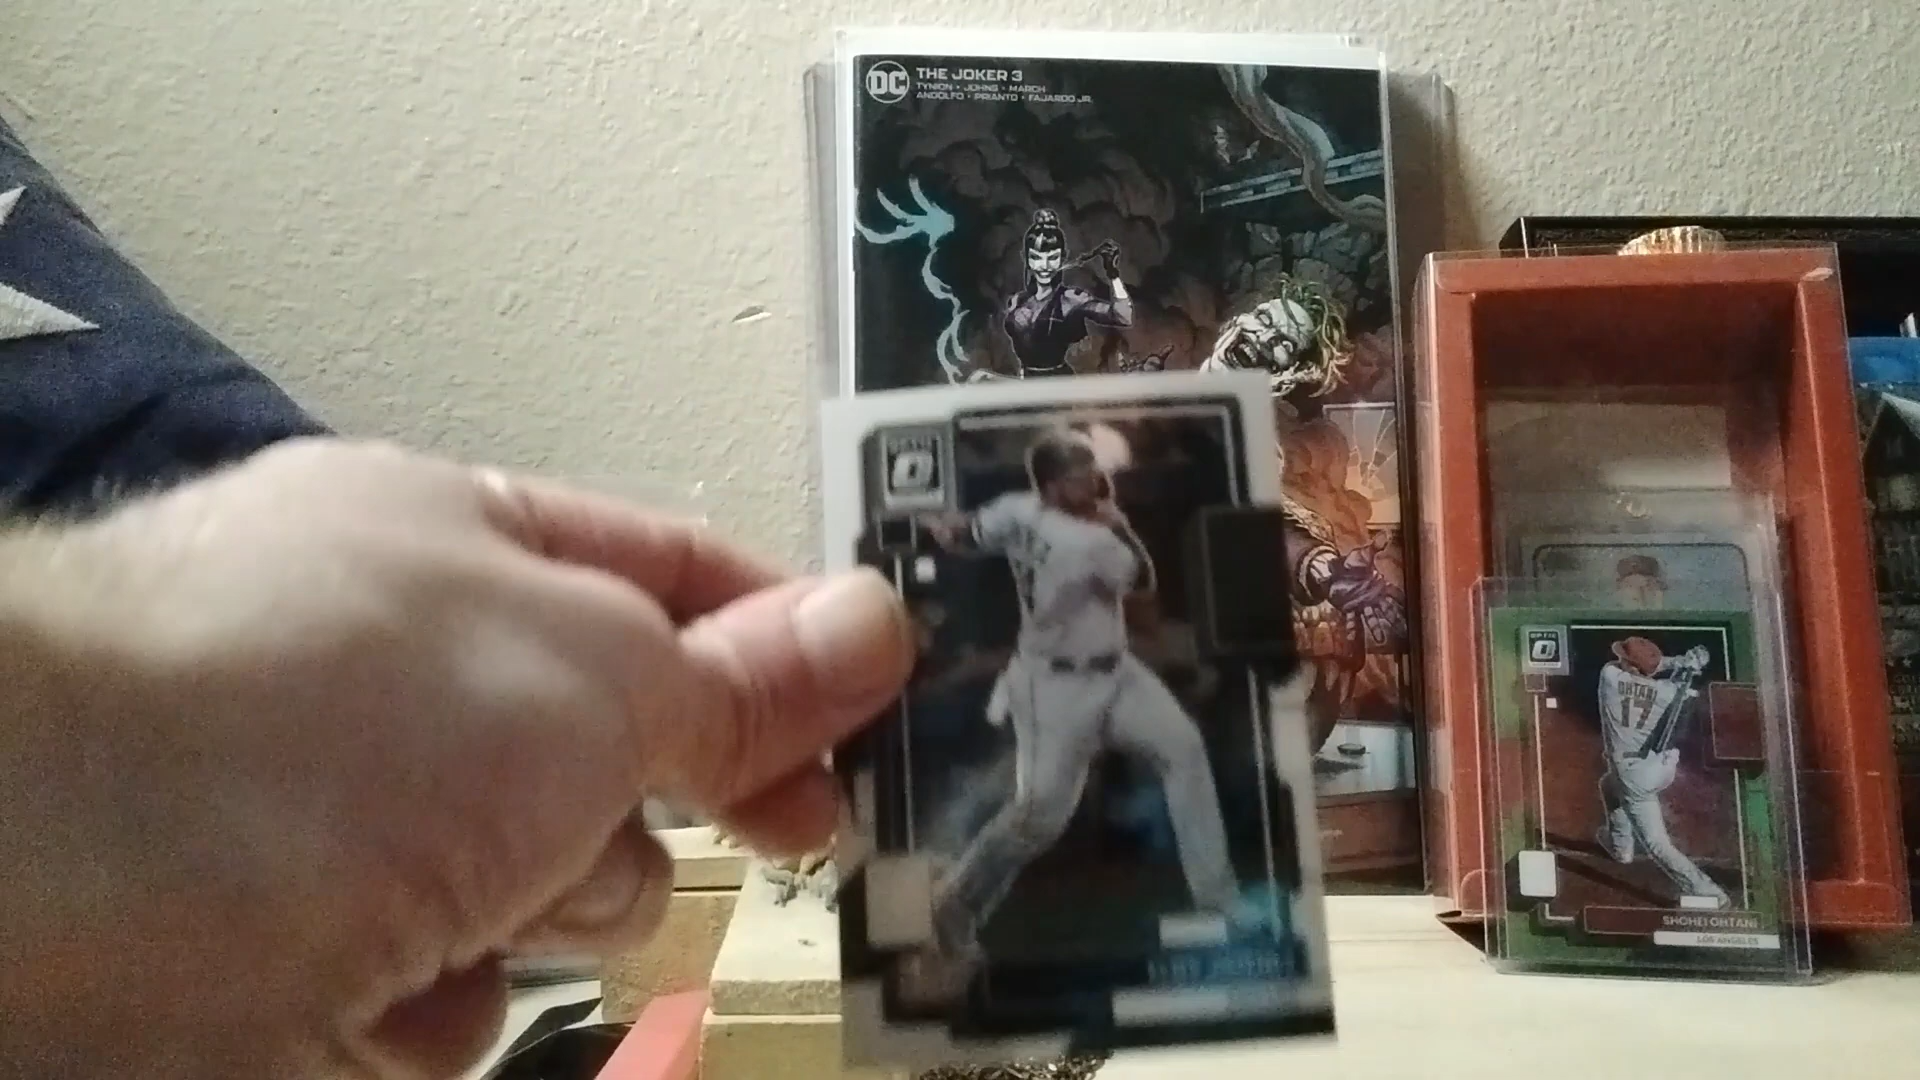 DC
THE JOKER 3
TYNION • JOHNS • MARCH
ANDOLFO • PRIANTO • FAJARDO JR.
OPTIC
OHTANI
17
SHOHEI OHTANI
LOS ANGELES